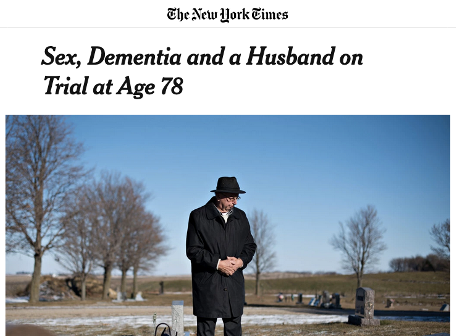 The New York Times
Sex, Dementia and a Husband on
Trial at Age 78